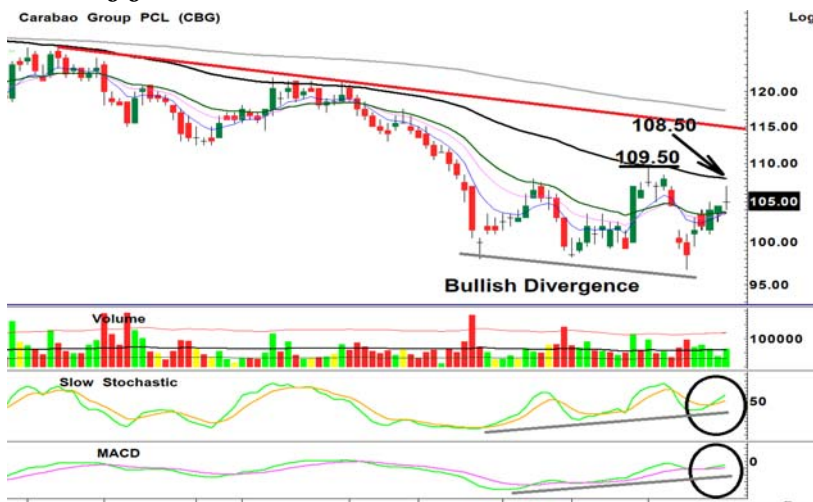 Carabao Group PCL (CBG)
Log
120.00
115.00
108.50
110.00
109.50
105.00
100.00
Bullish Divergence
95.00
Volume
100000
Slow Stochastic
50
MACD
0